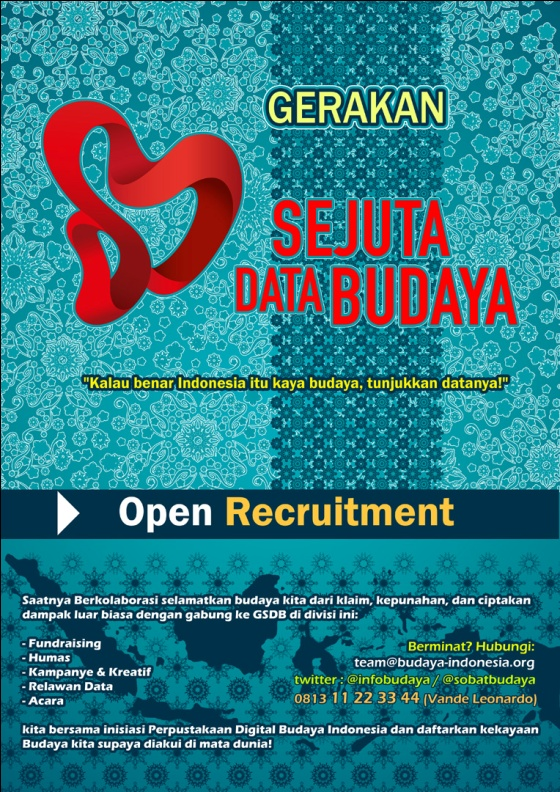 GERAKAN
SEJUTA
DATA BUDAYA
"Kalau benar Indonesia itu kaya budaya, tunjukkan datanya!"
Open Recruitment
Saatnya Berkolaborasi selamatkan budaya kita dari klaim, kepunahan, dan ciptakan
dampak luar biasa dengan gabung ke GSDB di divisi ini:
- Fundraising
- Humas
- Kampanye & Kreatif
- Relawan Data
- Acara
Berminat? Hubungi:
team@budaya-indonesia.org
twitter : @infobudaya / @sobatbudaya
0813 11 22 33 44 (Vande Leonardo)
kita bersama inisiasi Perpustakaan Digital Budaya Indonesia dan daftarkan kekayaan
Budaya kita supaya diakui di mata dunia!